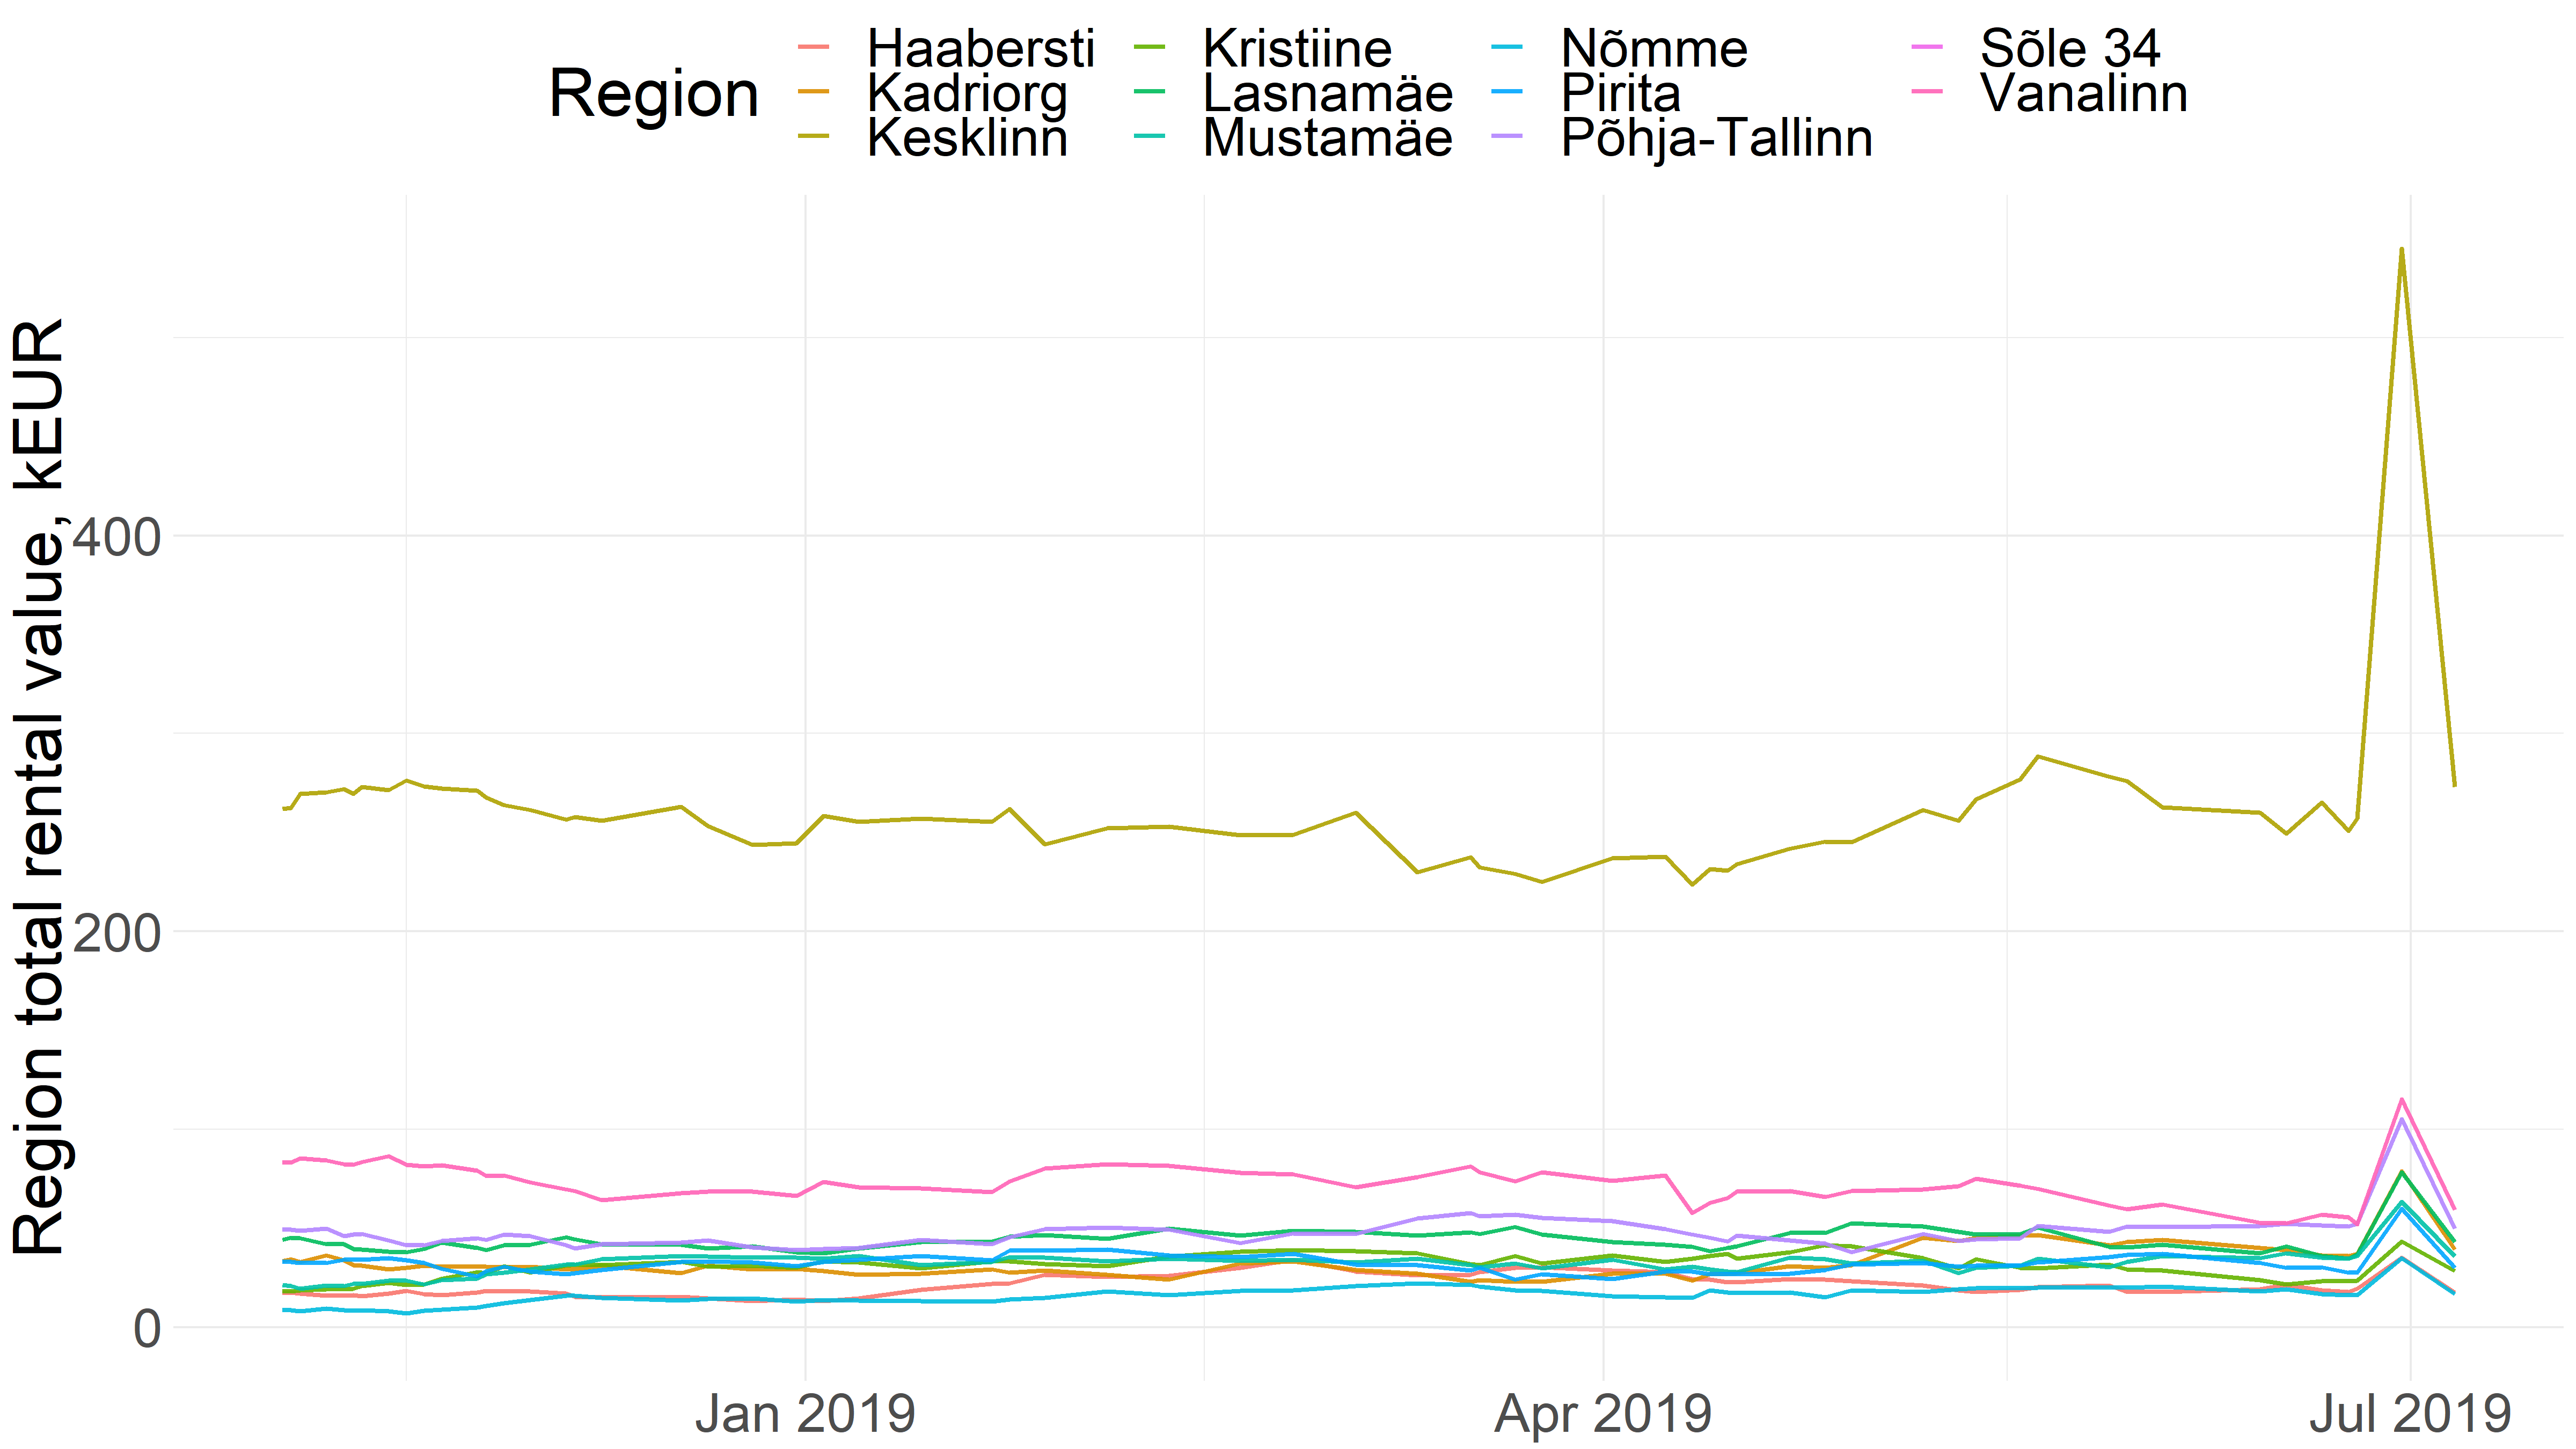 Region
Haabersti
Kadriorg
Kesklinn
Kristiine
Lasnamäe
Mustamäe
Nõmme
Pirita
Põhja-Tallinn
Sõle 34
Vanalinn
Region total rental value, kEUR
400
200
0
Jan 2019
Apr 2019
Jul 2019